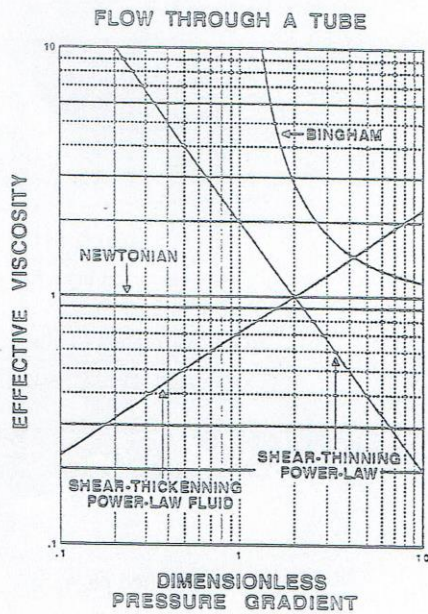 FLOW THROUGH A TUBE
10
BINGHAM
EFFECTIVE VISCOSITY
NEWTONIAN
1
SHEAR-THINNING
POWER-LAW
SHEAR-THICKENNING
POWER-LAW FLUID
.1
.1
1
10
DIMENSIONLESS
PRESSURE GRADIENT